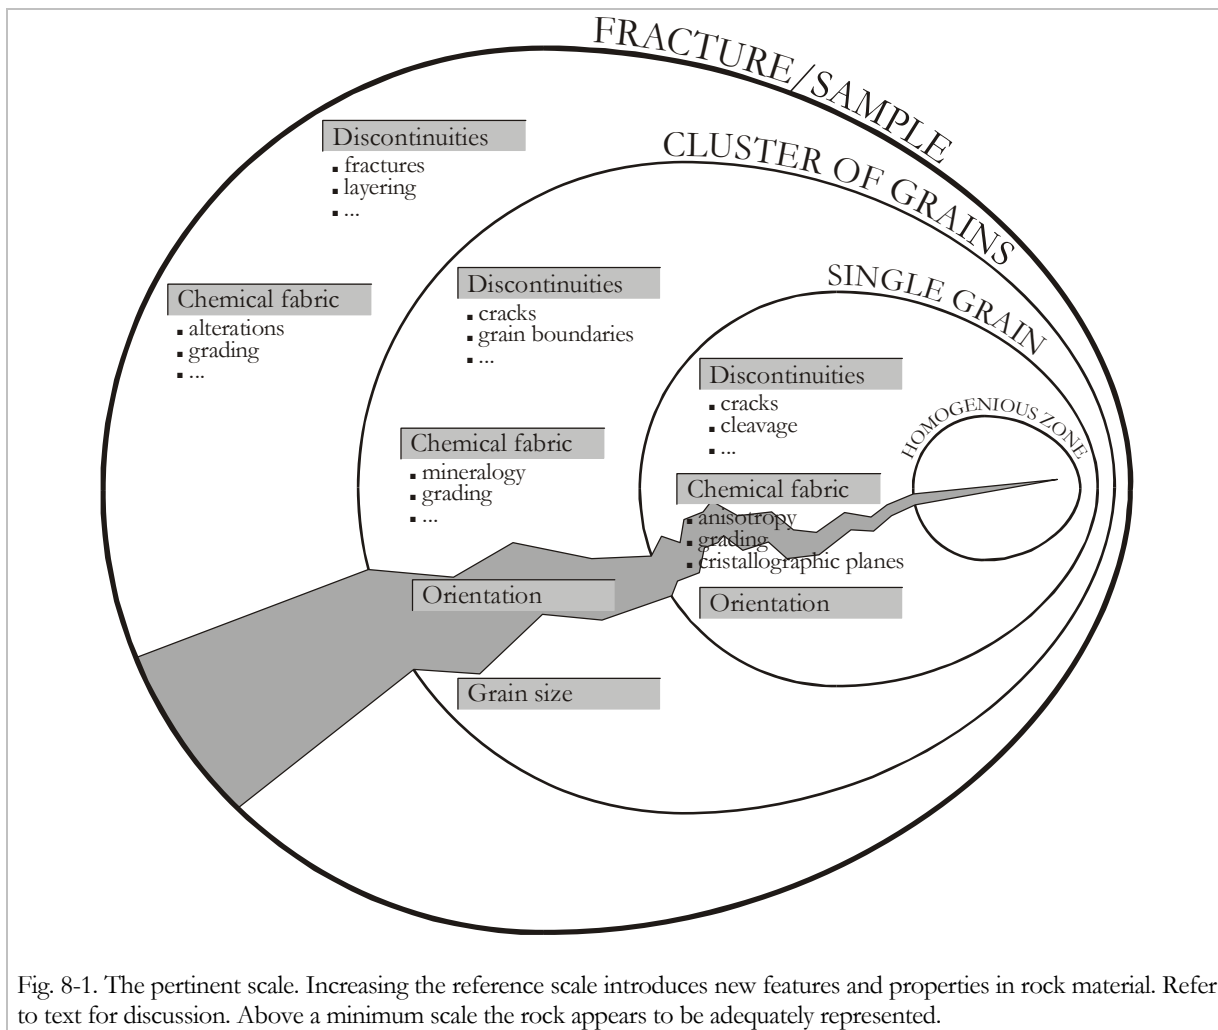 FRACTURE/SAMPLE
Discontinuities
▪ fractures
▪ layering
▪ ...
Chemical fabric
▪ alterations
▪ grading
▪ ...
CLUSTER OF GRAINS
Discontinuities
▪ cracks
▪ grain boundaries
▪ ...
Chemical fabric
▪ mineralogy
▪ grading
▪ ...
Orientation
Grain size
SINGLE GRAIN
Discontinuities
▪ cracks
▪ cleavage
▪ ...
Chemical fabric
▪ anisotropy
▪ grading
▪ cristallographic planes
Orientation
HOMOGENIOUS ZONE
Fig. 8-1. The pertinent scale. Increasing the reference scale introduces new features and properties in rock material. Refer
to text for discussion. Above a minimum scale the rock appears to be adequately represented.